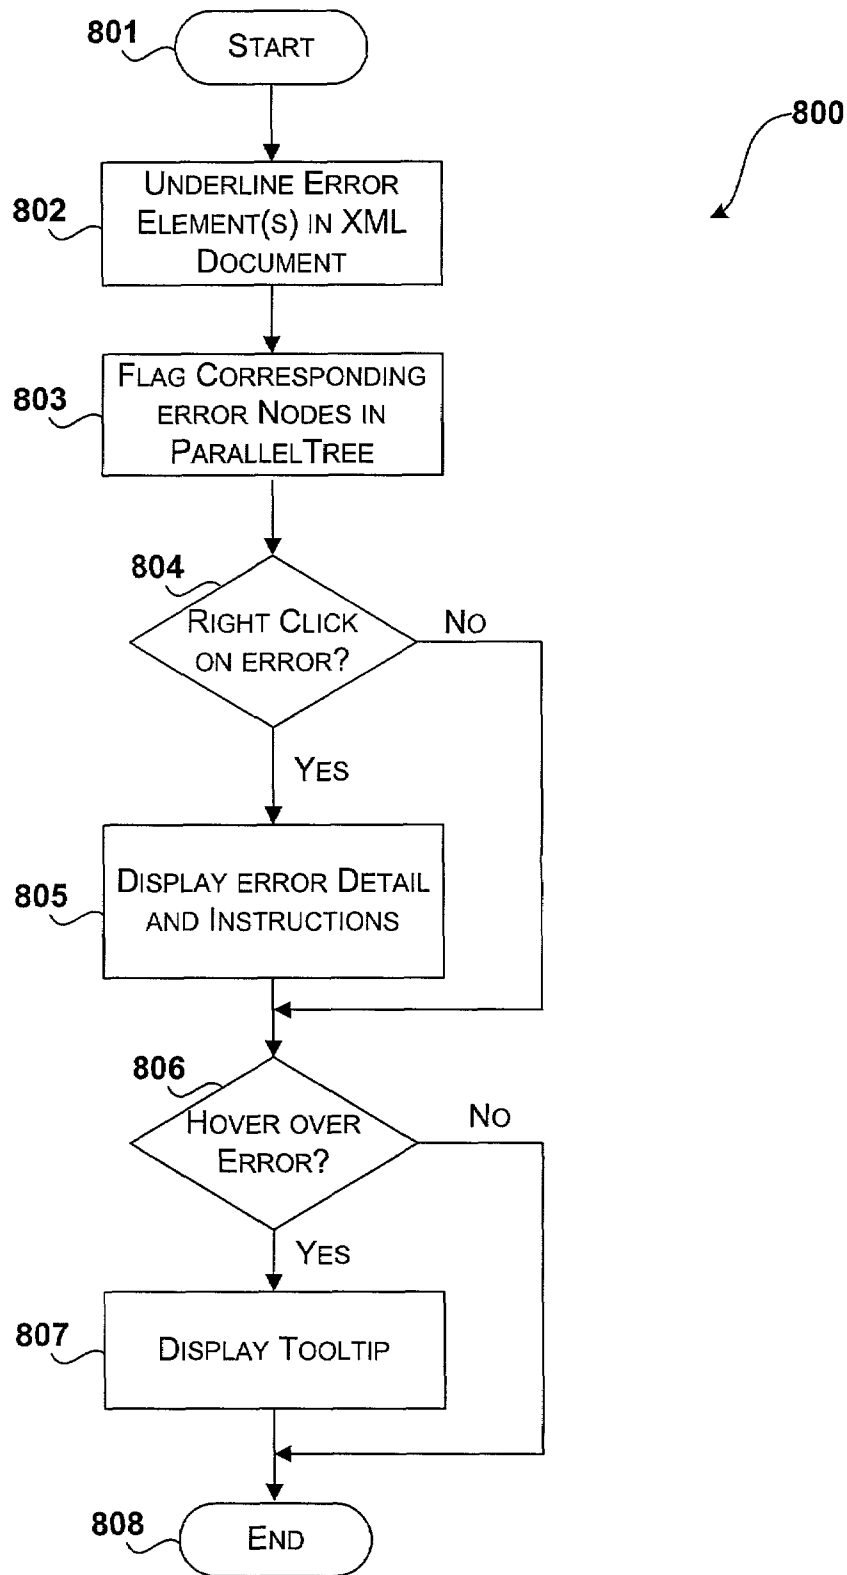 801
START
800
802
UNDERLINE ERROR
ELEMENT(S) IN XML
DOCUMENT
803
FLAG CORRESPONDING
ERROR NODES IN
PARALLELTREE
804
RIGHT CLICK
ON ERROR?
NO
YES
805
DISPLAY ERROR DETAIL
AND INSTRUCTIONS
806
HOVER OVER
ERROR?
NO
YES
807
DISPLAY TOOLTIP
808
END